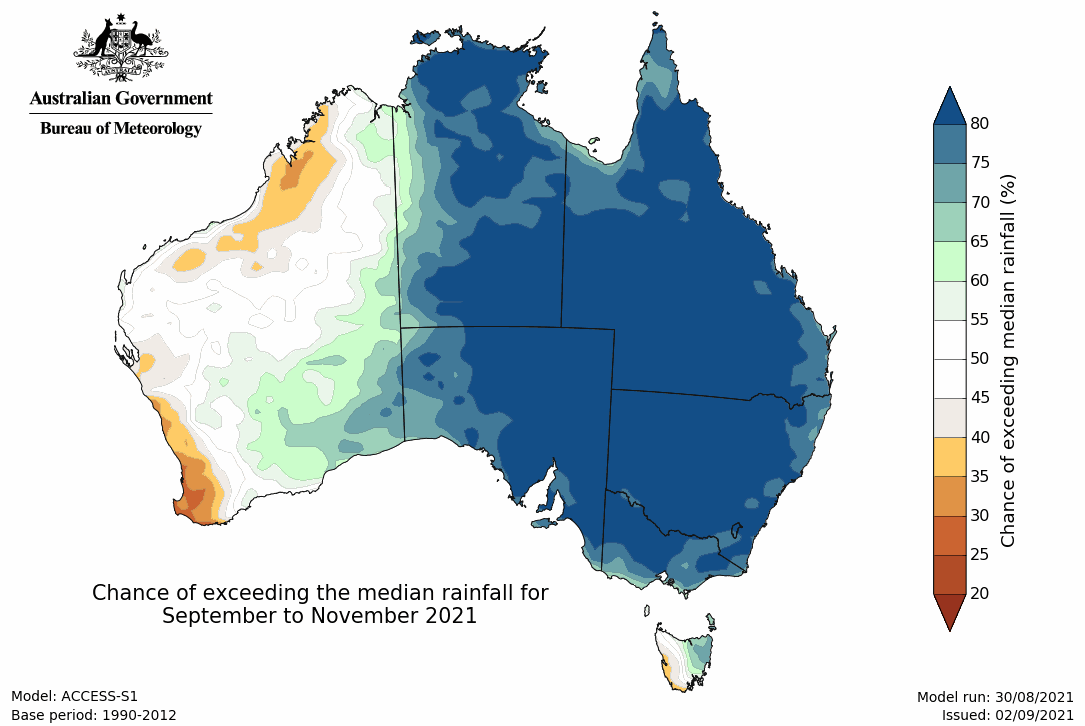 Australian Government
Bureau of Meteorology
80
75
70
65
60
55
50
45
40
35
30
25
20
Chance of exceeding median rainfall (%)
Chance of exceeding the median rainfall for
September to November 2021
Model: ACCESS-S1
Base period: 1990-2012
Model run: 30/08/2021
Issued: 02/09/2021